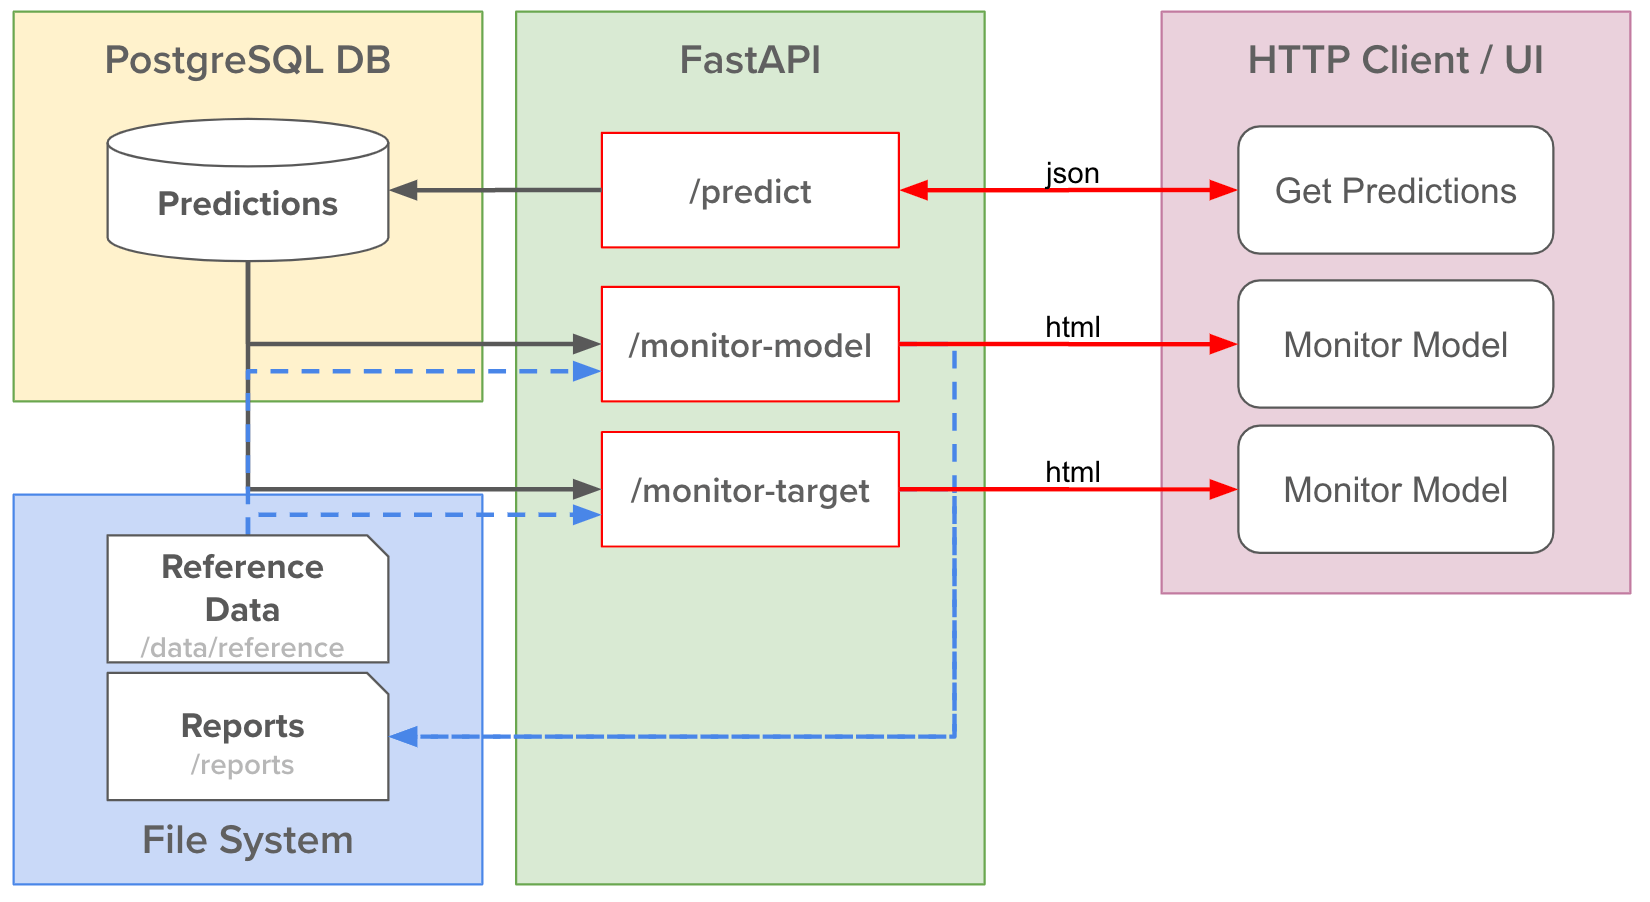 PostgreSQL DB
Predictions
FastAPI
/predict
/monitor-model
/monitor-target
json
html
html
HTTP Client / UI
Get Predictions
Monitor Model
Monitor Model
Reference
Data
/data/reference
Reports
/reports
File System